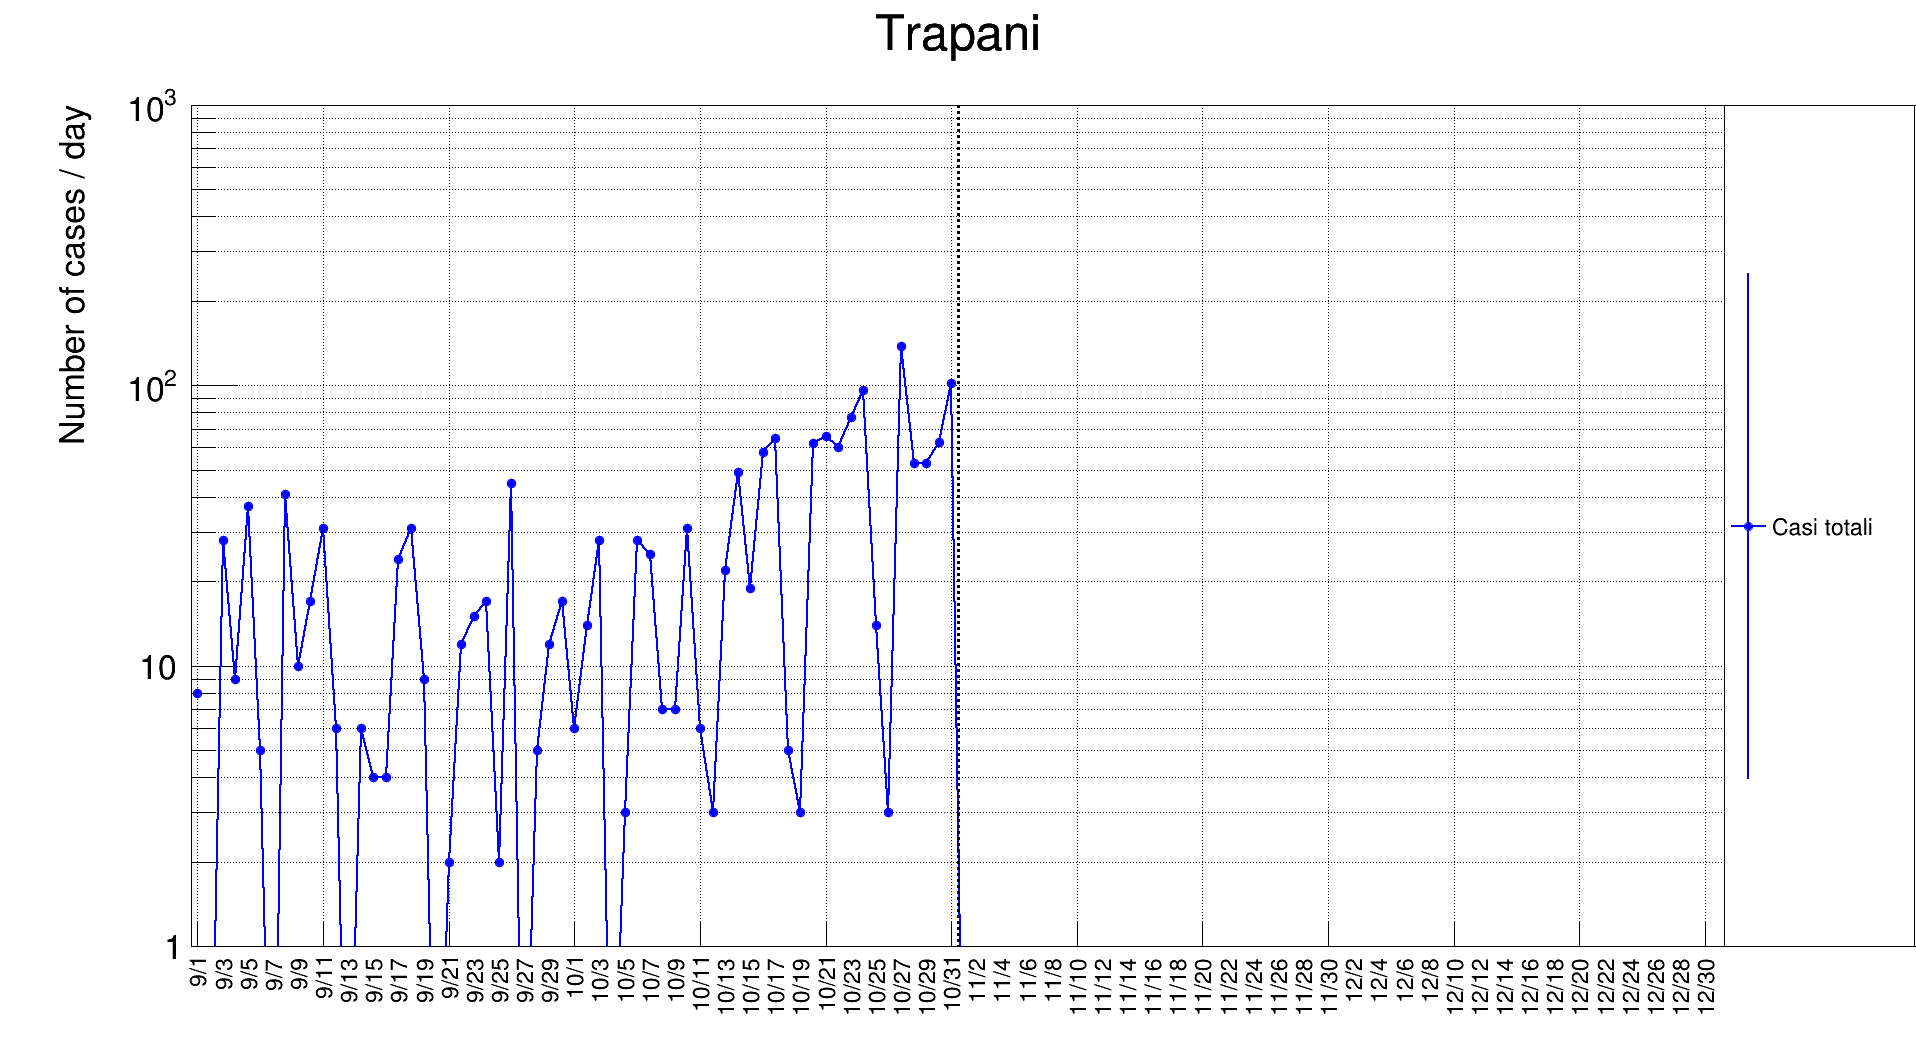 Trapani
Number of cases / day
10³
10²
10
1
9/1 9/3 9/5 9/7 9/9 9/11 9/13 9/15 9/17 9/19 9/21 9/23 9/25 9/27 9/29 10/1 10/3 10/5 10/7 10/9 10/11 10/13 10/15 10/17 10/19 10/21 10/23 10/25 10/27 10/29 10/31 11/2 11/4 11/6 11/8 11/10 11/12 11/14 11/16 11/18 11/20 11/22 11/24 11/26 11/28 11/30 12/2 12/4 12/6 12/8 12/10 12/12 12/14 12/16 12/18 12/20 12/22 12/24 12/26 12/28 12/30
Casi totali